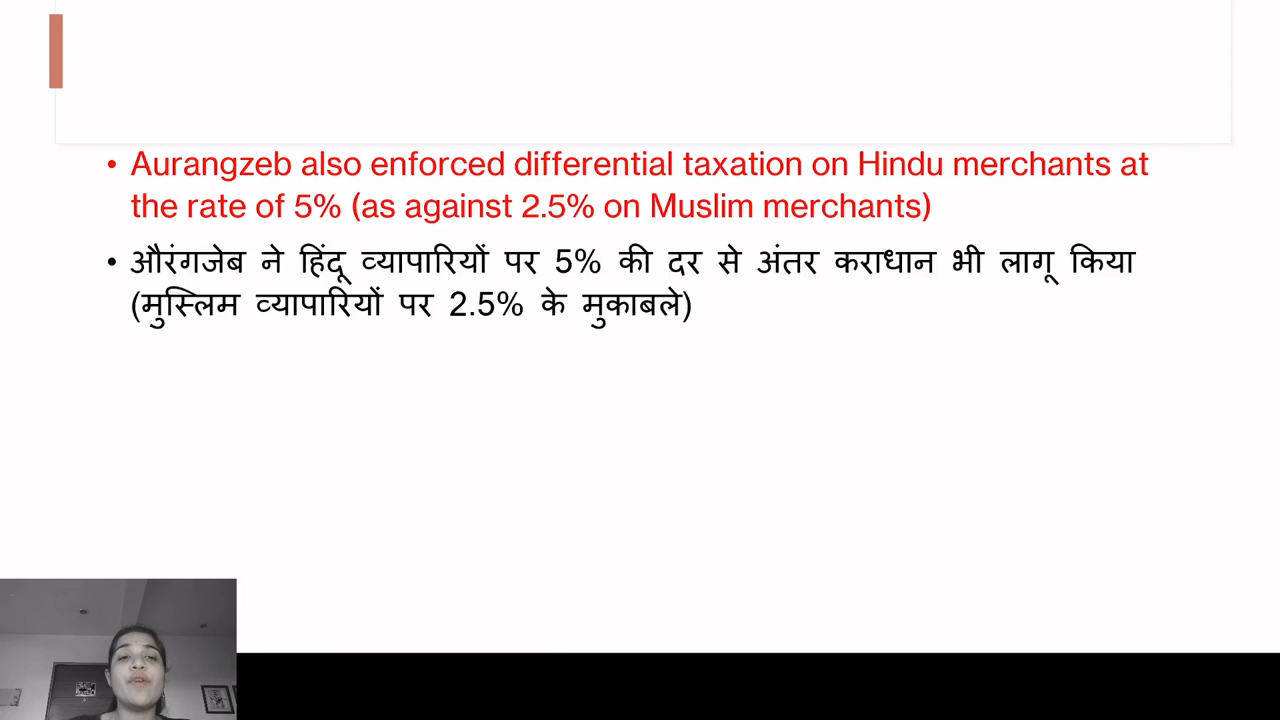 • Aurangzeb also enforced differential taxation on Hindu merchants at
the rate of 5% (as against 2.5% on Muslim merchants)
• औरंगजेब ने हिंदू व्यापारियों पर 5% की दर से अंतर कराधान भी लागू किया
(मुस्लिम व्यापारियों पर 2.5% के मुकाबले)